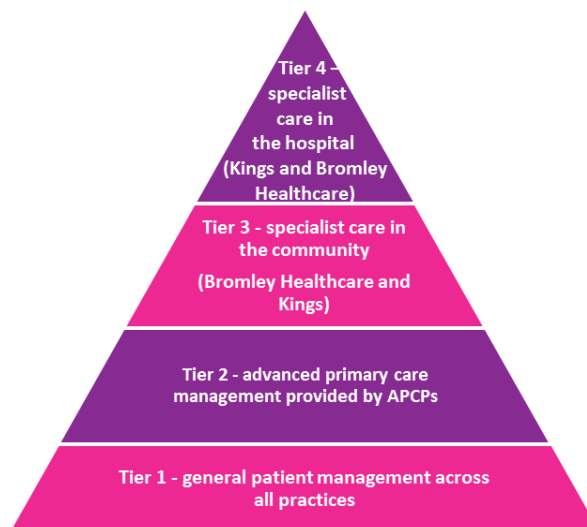 Tier 4 –
specialist
care in
the hospital
(Kings and Bromley
Healthcare)
Tier 3 - specialist care in
the community
(Bromley Healthcare and
Kings)
Tier 2 - advanced primary care
management provided by APCPs
Tier 1 - general patient management across
all practices